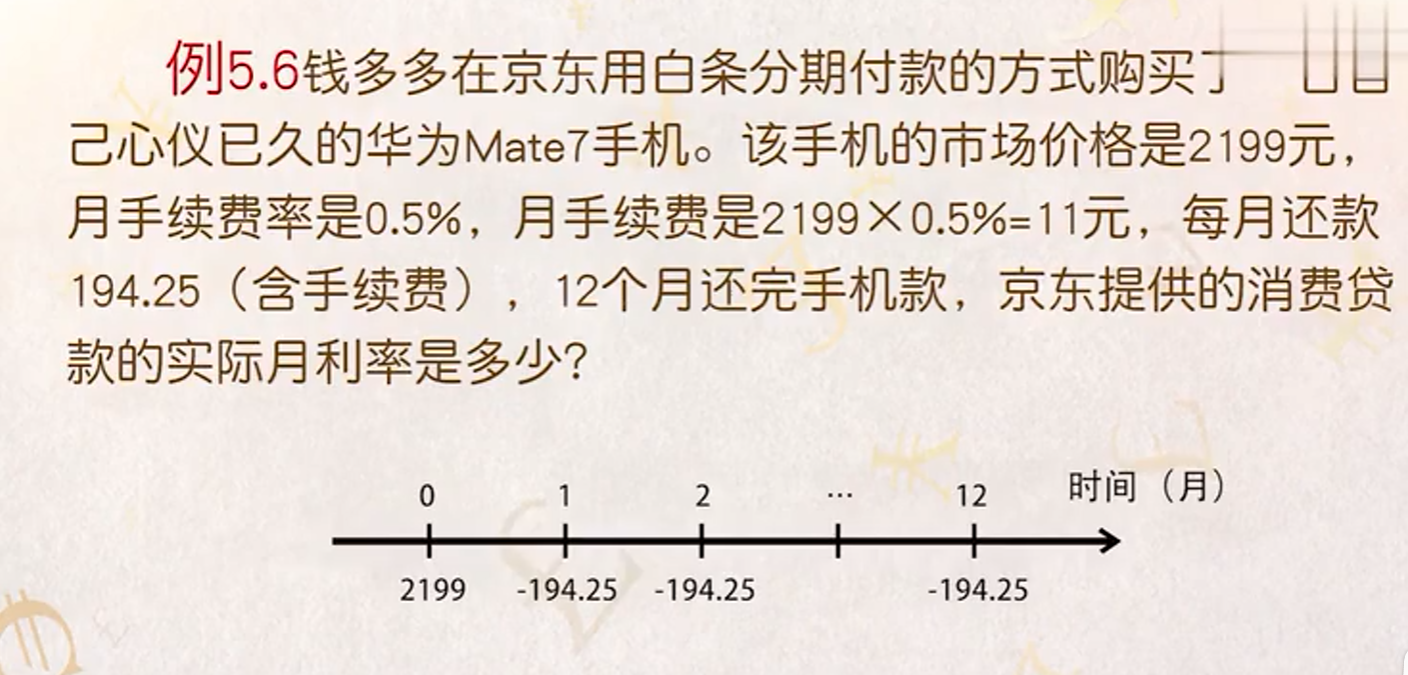 例5.6钱多多在京东用白条分期付款的方式购买了
己心仪已久的华为Mate7手机。该手机的市场价格是2199元，
月手续费率是0.5%，月手续费是2199×0.5%=11元，每月还款
194.25（含手续费），12个月还完手机款，京东提供的消费贷
款的实际月利率是多少？
0 1 2 ... 12 时间（月）
2199 -194.25 -194.25 -194.25